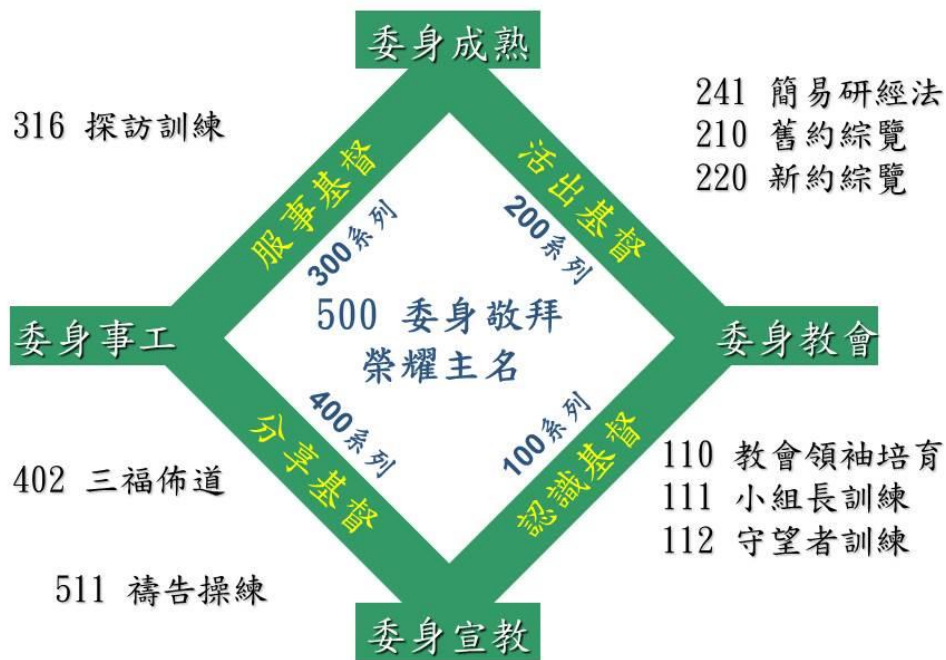 委身成熟
316 探訪訓練
241 簡易研經法
210 舊約綜覽
220 新約綜覽
服事基督
300系列
活出基督
200系列
500 委身敬拜
榮耀主名
委身事工
委身教會
分享基督
400系列
認識基督
100系列
402 三福佈道
110 教會領袖培育
111 小組長訓練
112 守望者訓練
511 禱告操練
委身宣教